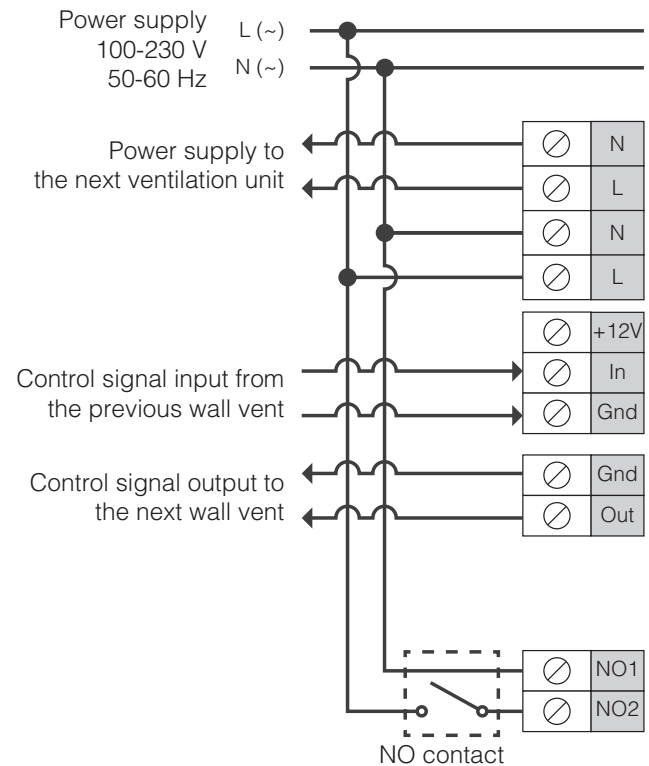 Power supply
100-230 V
50-60 Hz
L (~)
N (~)
Power supply to
the next ventilation unit
N
L
N
L
+12V
Control signal input from
the previous wall vent
In
Gnd
Control signal output to
the next wall vent
Gnd
Out
NO1
NO2
NO contact